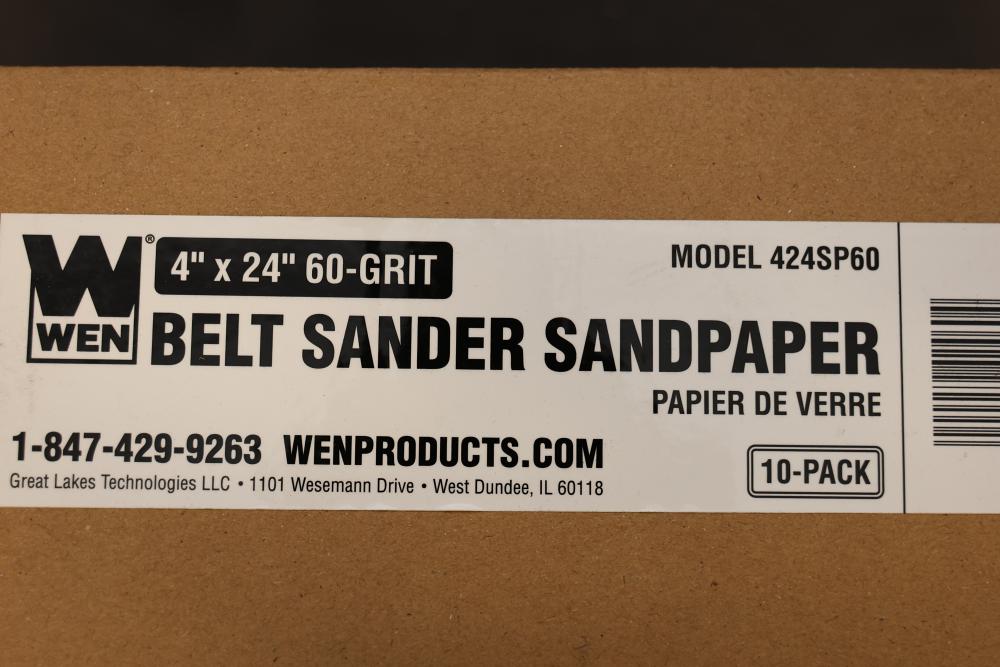 W®
WEN
4" x 24" 60-GRIT
MODEL 424SP60
BELT SANDER SANDPAPER
PAPIER DE VERRE
1-847-429-9263 WENPRODUCTS.COM
Great Lakes Technologies LLC • 1101 Wesemann Drive • West Dundee, IL 60118
10-PACK